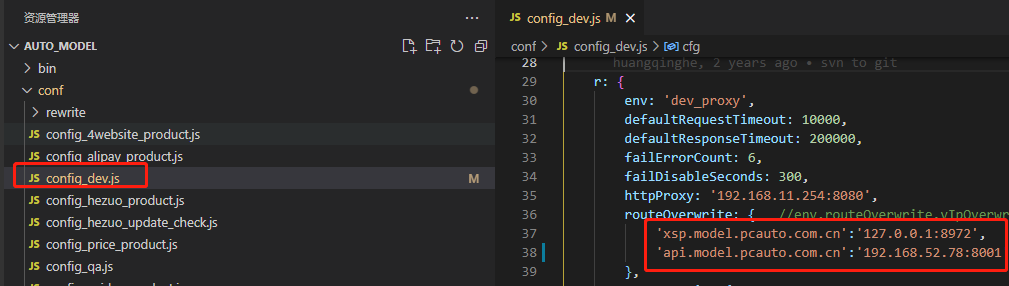 资源管理器
AUTO_MODEL
bin
conf
rewrite
JS config_4website_product.js
JS config_alipay_product.js
JS config_dev.js M
JS config_hezuo_product.js
JS config_hezuo_update_check.js
JS config_price_product.js
JS config_qa.js
JS config_dev.js M
conf > JS config_dev.js > cfg
28 huangqinghe, 2 years ago • svn to git
29 r: {
30 env: 'dev_proxy',
31 defaultRequestTimeout: 10000,
32 defaultResponseTimeout: 200000,
33 failErrorCount: 6,
34 failDisableSeconds: 300,
35 httpProxy: '192.168.11.254:8080',
36 routeOverwrite: { //env.routeOverwrite.vIpOverwr
37 'xsp.model.pcauto.com.cn':'127.0.0.1:8972',
38 'api.model.pcauto.com.cn':'192.168.52.78:8001
39 },